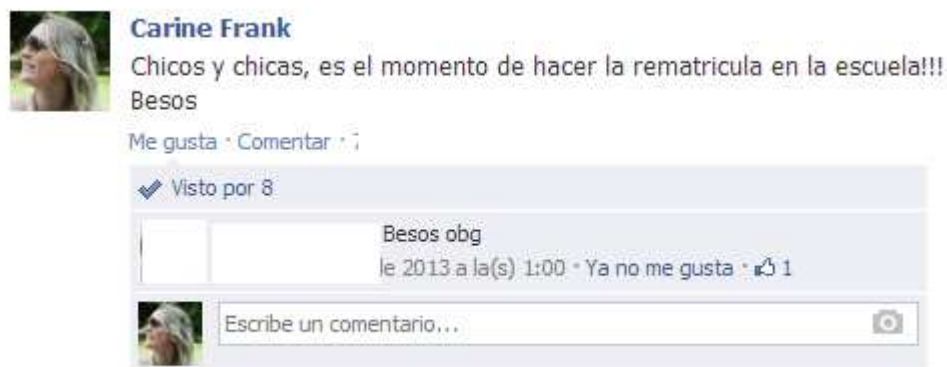 Carine Frank
Chicos y chicas, es el momento de hacer la rematricula en la escuela!!!
Besos
Me gusta · Comentar ·
Visto por 8
Besos obg
de 2013 a la(s) 1:00 · Ya no me gusta · 1
Escribe un comentario...